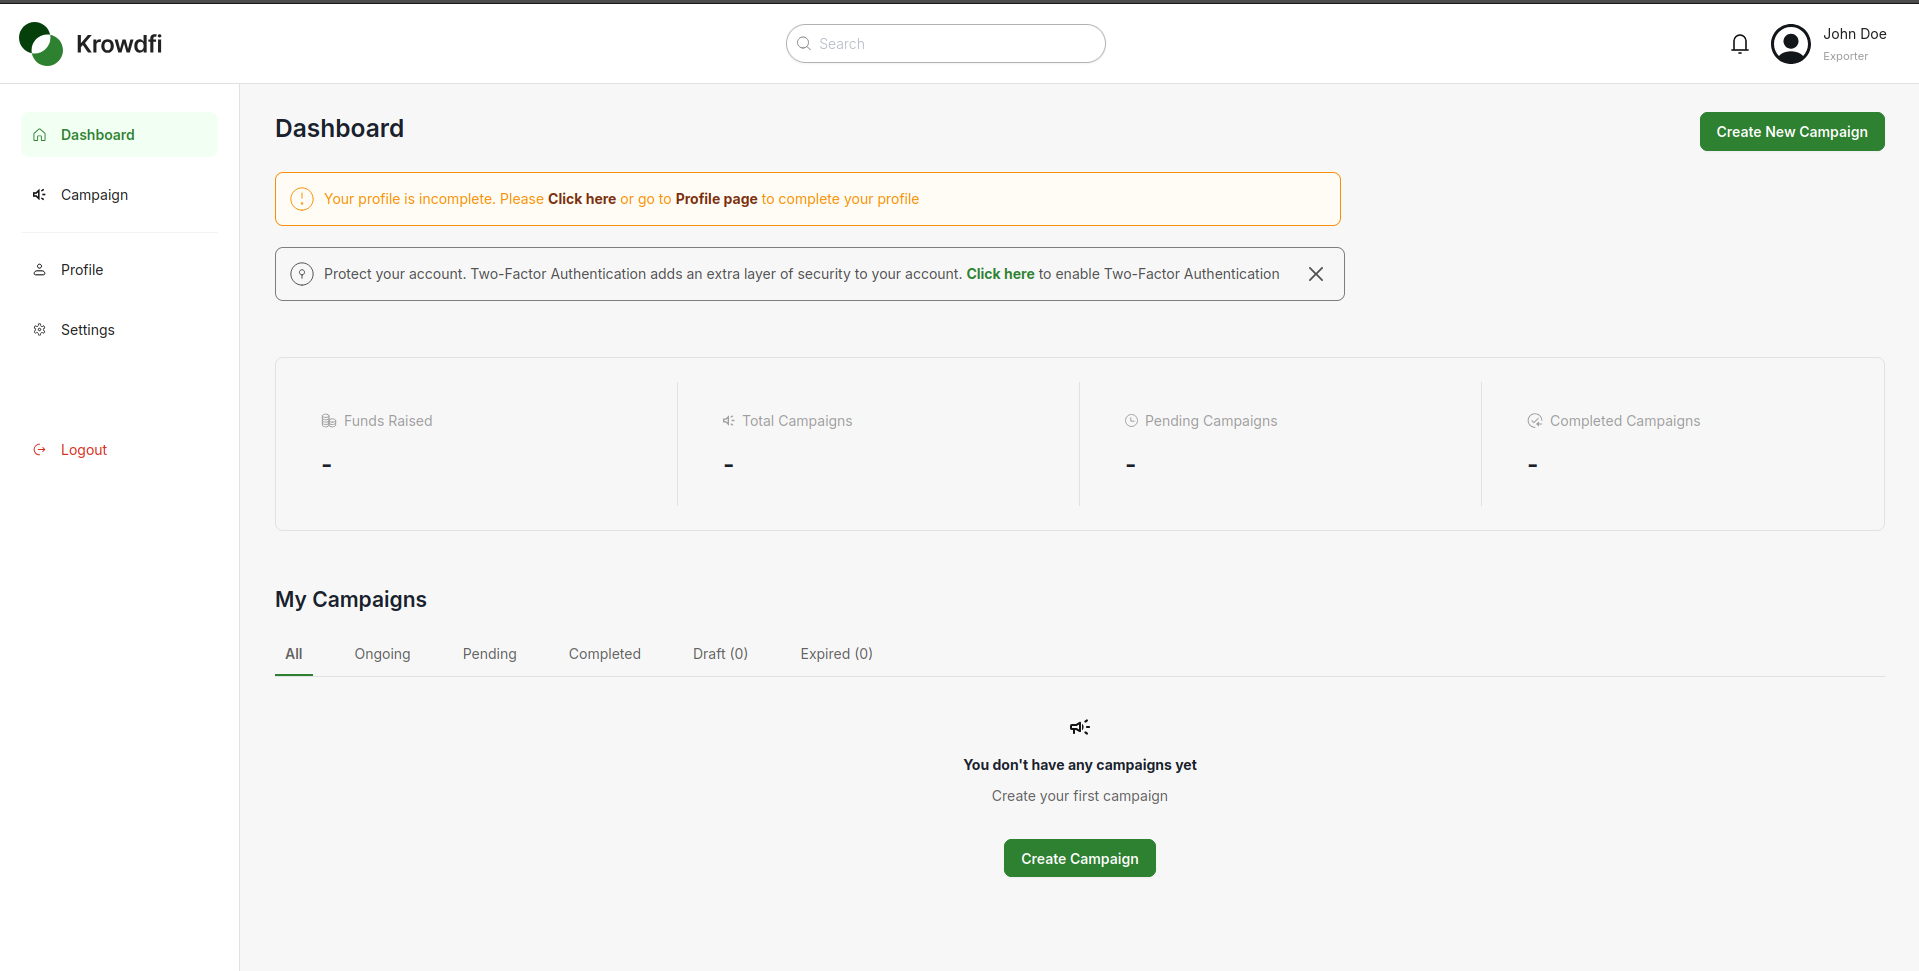 Krowdfi
Search
John Doe
Exporter
Dashboard
Campaign
Profile
Settings
Logout
Dashboard
Create New Campaign
Your profile is incomplete. Please Click here or go to Profile page to complete your profile
Protect your account. Two-Factor Authentication adds an extra layer of security to your account. Click here to enable Two-Factor Authentication
Funds Raised
-
Total Campaigns
-
Pending Campaigns
-
Completed Campaigns
-
My Campaigns
All Ongoing Pending Completed Draft (0) Expired (0)
You don't have any campaigns yet
Create your first campaign
Create Campaign